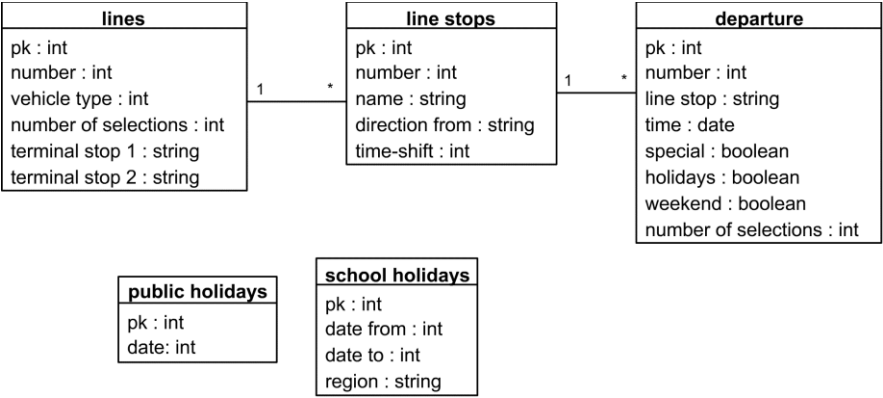 lines
pk : int
number : int
vehicle type : int
number of selections : int
terminal stop 1 : string
terminal stop 2 : string
1
*
line stops
pk : int
number : int
name : string
direction from : string
time-shift : int
1
*
departure
pk : int
number : int
line stop : string
time : date
special : boolean
holidays : boolean
weekend : boolean
number of selections : int
public holidays
pk : int
date: int
school holidays
pk : int
date from : int
date to : int
region : string